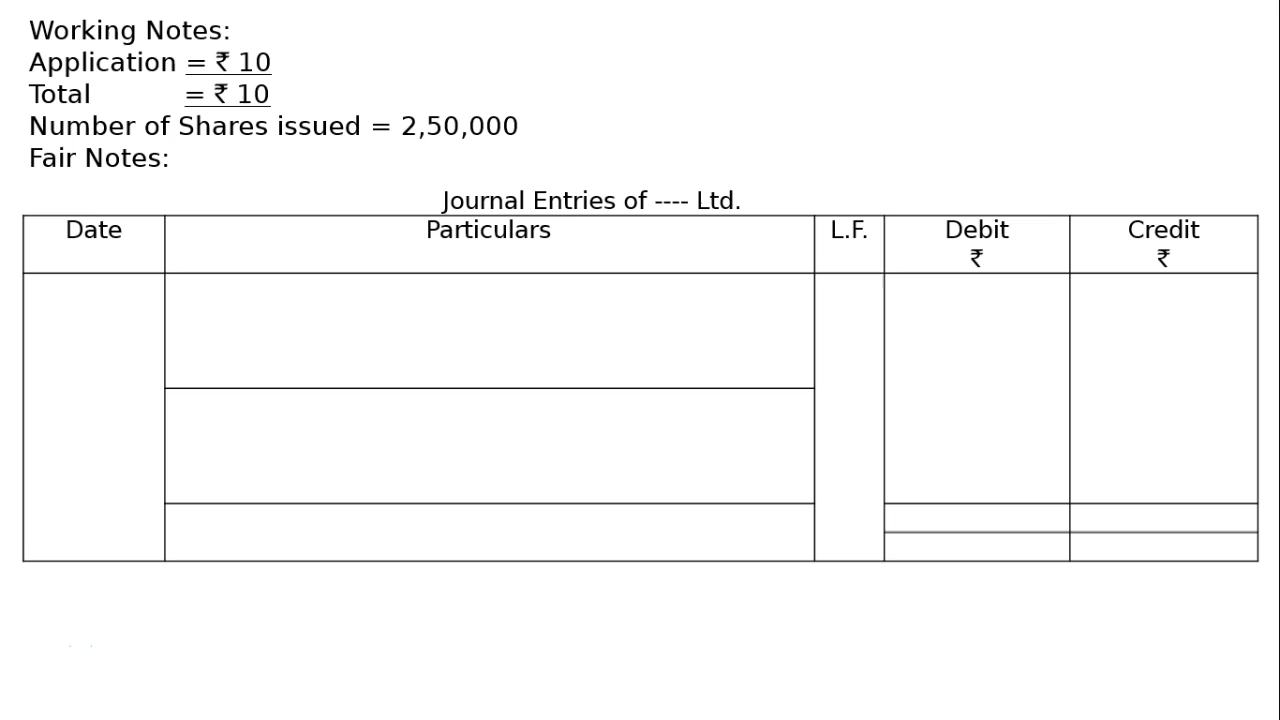 Working Notes:
Application = ₹ 10
Total = ₹ 10
Number of Shares issued = 2,50,000
Fair Notes:
Journal Entries of ---- Ltd.
Date Particulars L.F. Debit ₹ Credit ₹